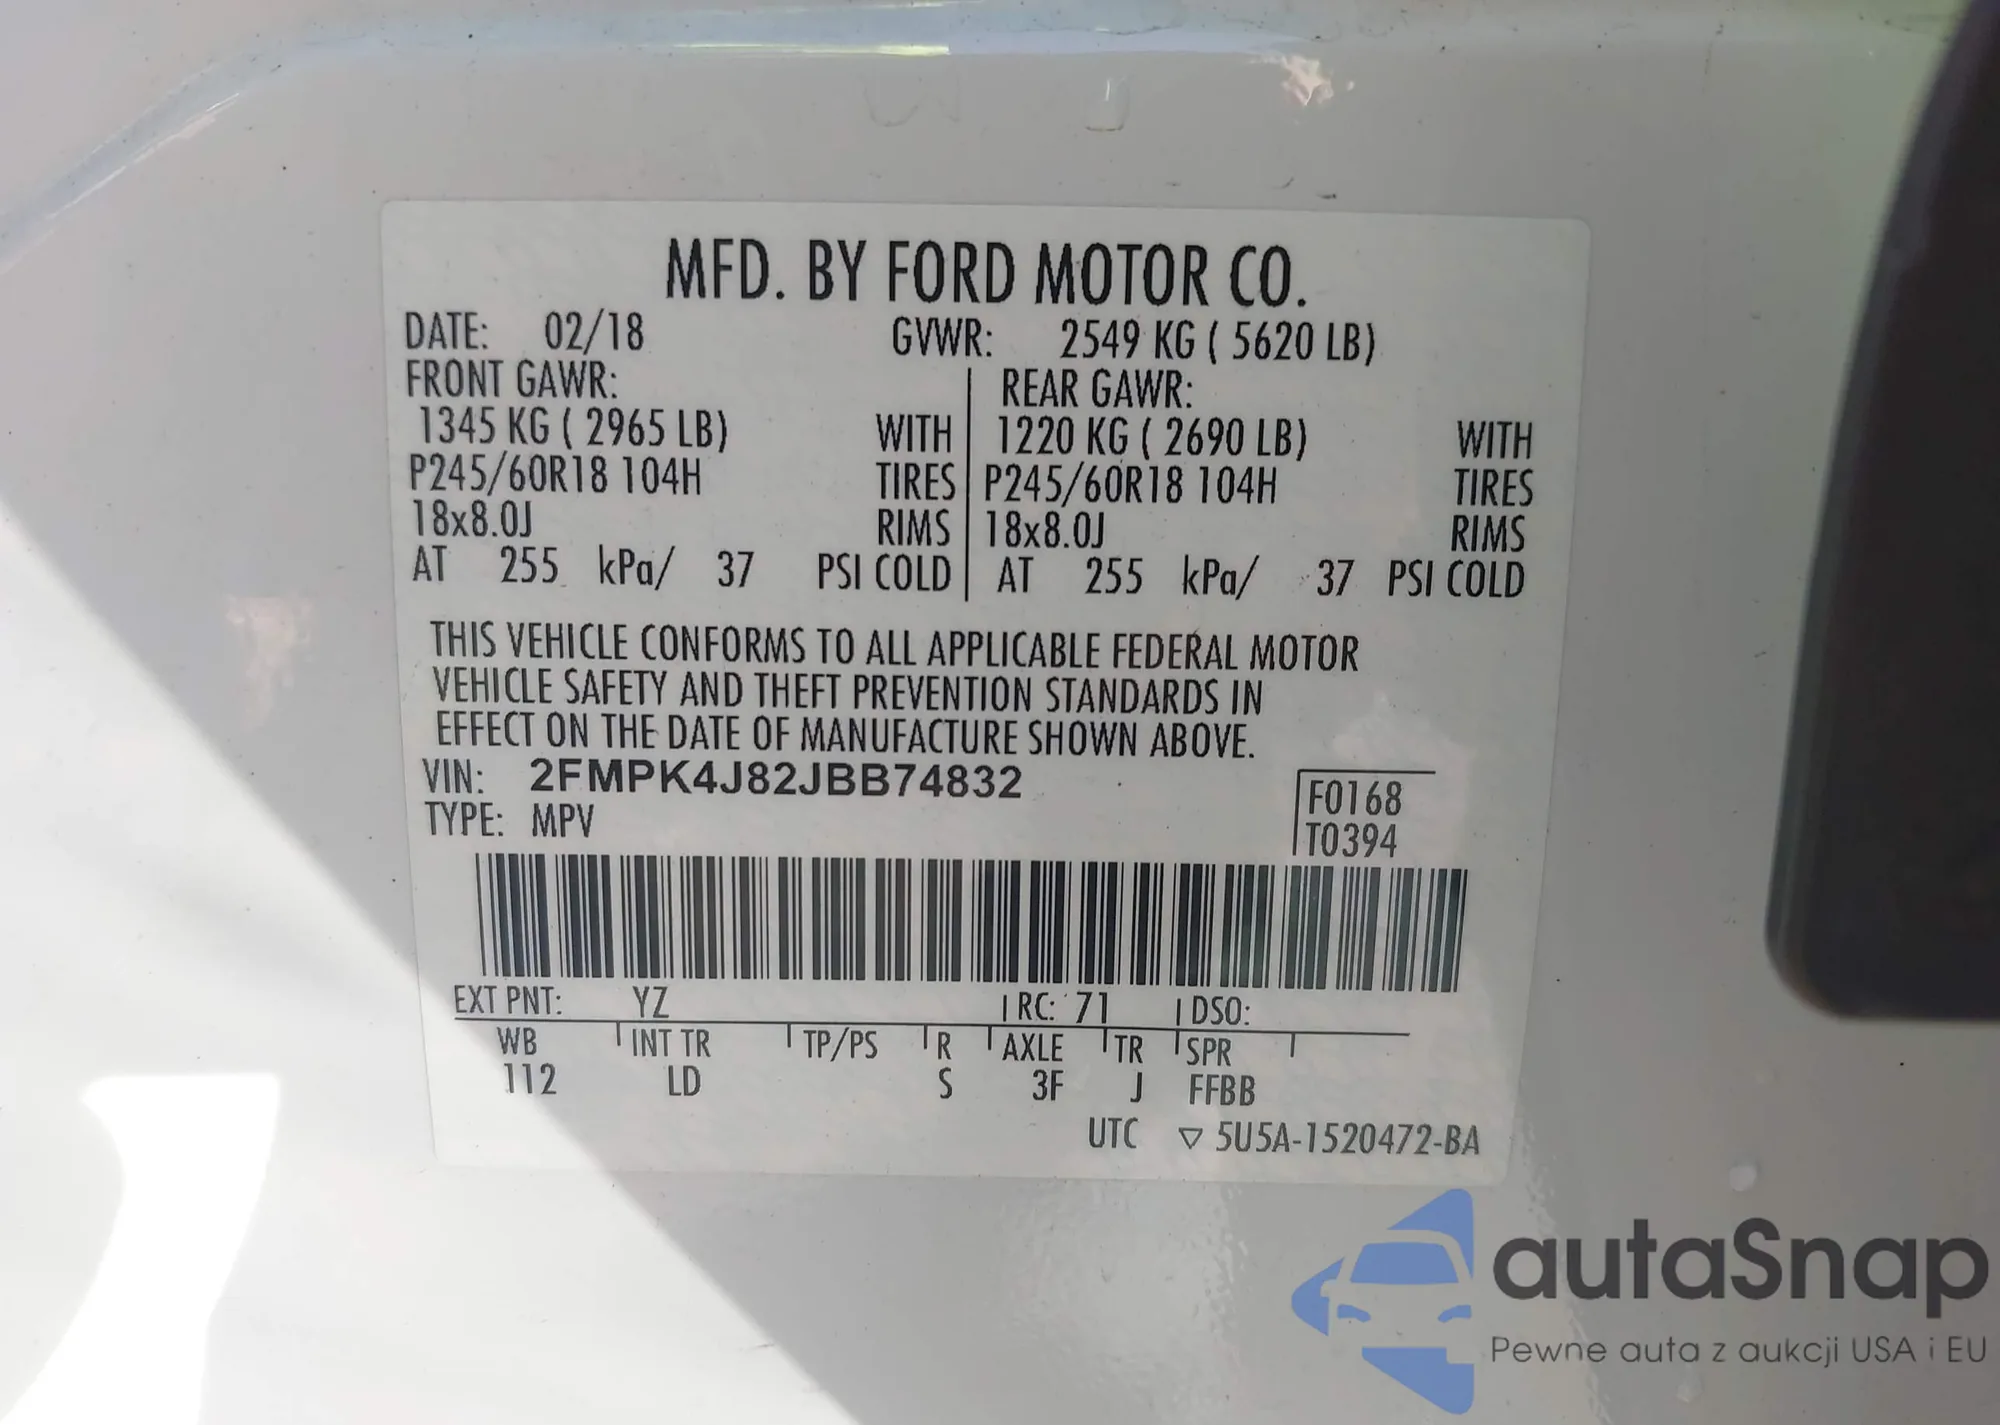 MFD. BY FORD MOTOR CO.
DATE: 02/18 GVWR: 2549 KG ( 5620 LB)
FRONT GAWR: REAR GAWR:
1345 KG ( 2965 LB) WITH 1220 KG ( 2690 LB) WITH
P245/60R18 104H TIRES P245/60R18 104H TIRES
18x8.0J RIMS 18x8.0J RIMS
AT 255 kPa/ 37 PSI COLD AT 255 kPa/ 37 PSI COLD
THIS VEHICLE CONFORMS TO ALL APPLICABLE FEDERAL MOTOR
VEHICLE SAFETY AND THEFT PREVENTION STANDARDS IN
EFFECT ON THE DATE OF MANUFACTURE SHOWN ABOVE.
VIN: 2FMPK4J82JBB74832
TYPE: MPV
F0168
T0394
EXT PNT: YZ RC: 71 DSO:
WB INT TR TP/PS R AXLE TR SPR
112 LD S 3F J FFBB
UTC ▽ 5U5A-1520472-BA
autaSnap
Pewne auta z aukcji USA i EU